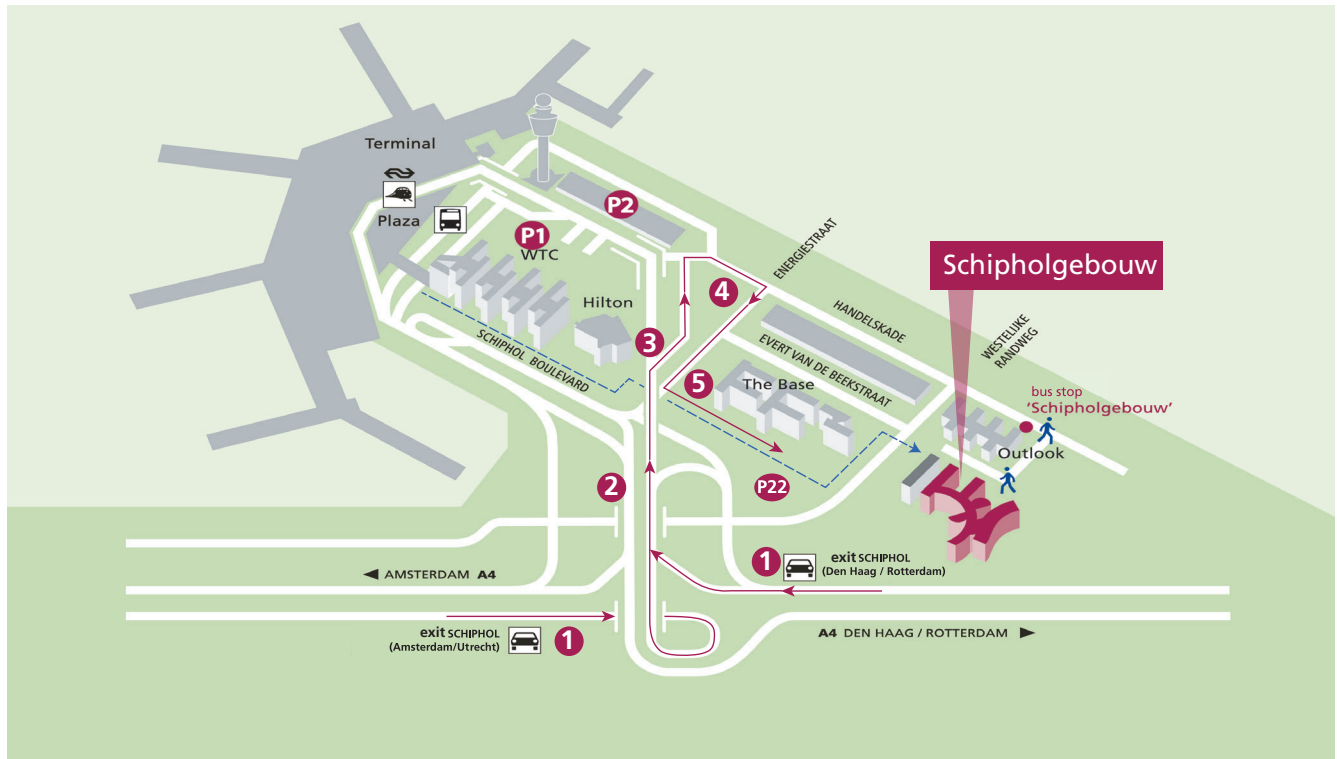 Terminal
Plaza
P2
P1
WTC
Hilton
SCHIPHOL BOULEVARD
ENERGIESTRAAT
Schipholgebouw
4
3
HANDELSKADE
WESTELIJKE
RANDWEG
EVERT VAN DE BEEKSTRAAT
5
The Base
bus stop
'Schipholgebouw'
Outlook
2
P22
1
exit SCHIPHOL
(Den Haag / Rotterdam)
AMSTERDAM A4
exit SCHIPHOL
(Amsterdam/Utrecht)
1
A4 DEN HAAG / ROTTERDAM